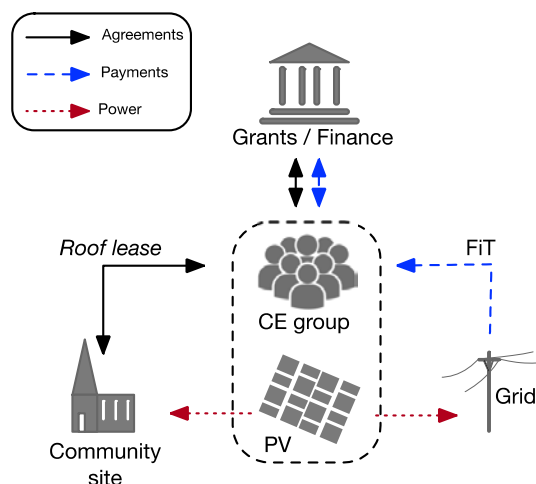 Agreements
Payments
Power
Grants / Finance
Roof lease
FiT
CE group
Grid
PV
Community
site